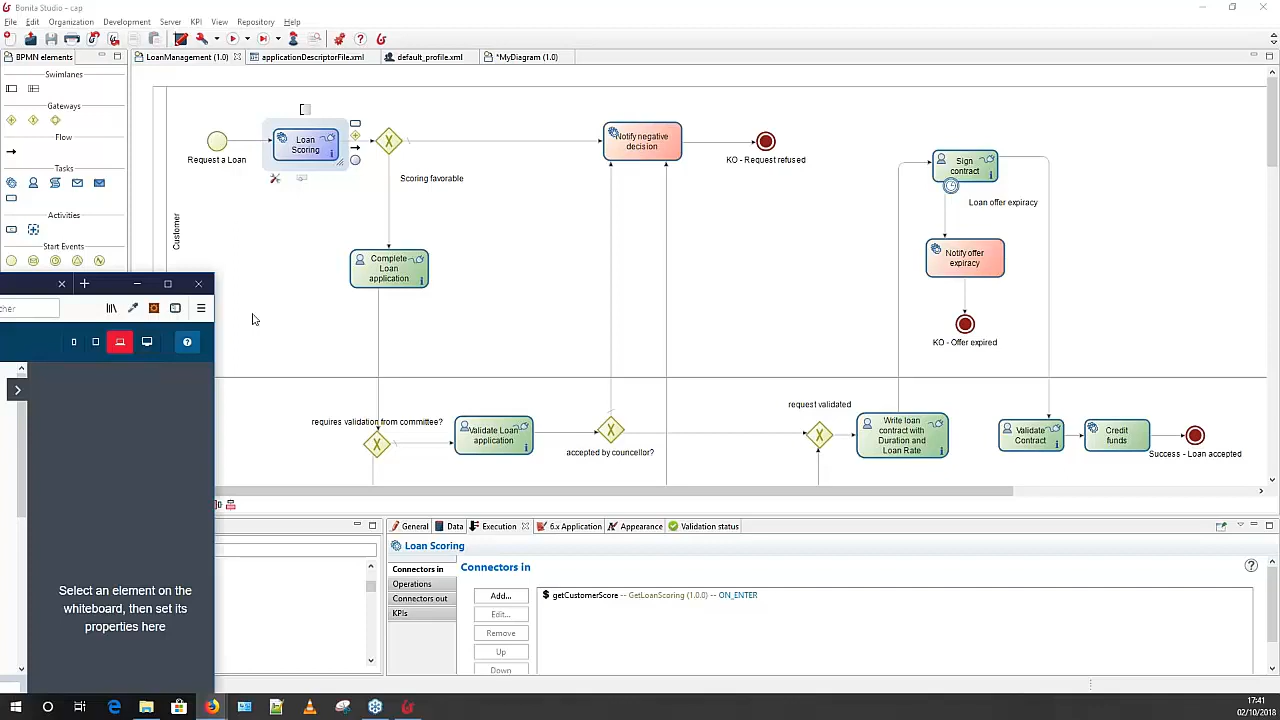 Bonita Studio - cap
File Edit Organization Development Server KPI View Repository Help
BPMN elements
LoanManagement (1.0)
applicationDescriptorFile.xml
default_profile.xml
*MyDiagram (1.0)
Swimlanes
Gateways
Flow
Tasks
Activities
Start Events
Customer
Request a Loan
Loan
Scoring
Scoring favorable
Notify negative
decision
KO - Request refused
Sign
contract
Loan offer expiracy
Complete
Loan
application
Notify offer
expiracy
KO - Offer expired
requires validation from committee?
Validate Loan
application
accepted by councellor?
request validated
Write loan
contract with
Duration and
Loan Rate
Validate
Contract
Credit
funds
Success - Loan accepted
Select an element on the
whiteboard, then set its
properties here
General Data Execution 6.x Application Appearance Validation status
Loan Scoring
Connectors in
Operations
Connectors out
KPIs
Connectors in
Add...
Edit...
Remove
Up
Down
getCustomerScore -- GetLoanScoring (1.0.0) -- ON_ENTER
17:41
02/10/2018